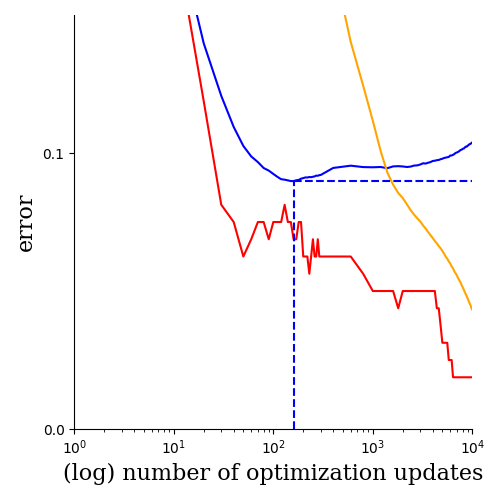 error
0.1
0.0
10^0 10^1 10^2 10^3 10^4
(log) number of optimization updates